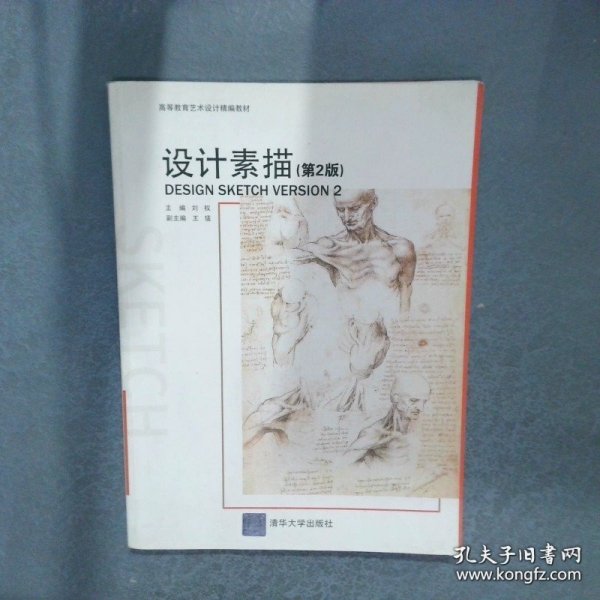 高等教育艺术设计精编教材
设计素描(第2版)
DESIGN SKETCH VERSION 2
主 编 刘 权
副主编 王 猛
SKETCH
清华大学出版社
孔夫子旧书网
www.kongfz.com